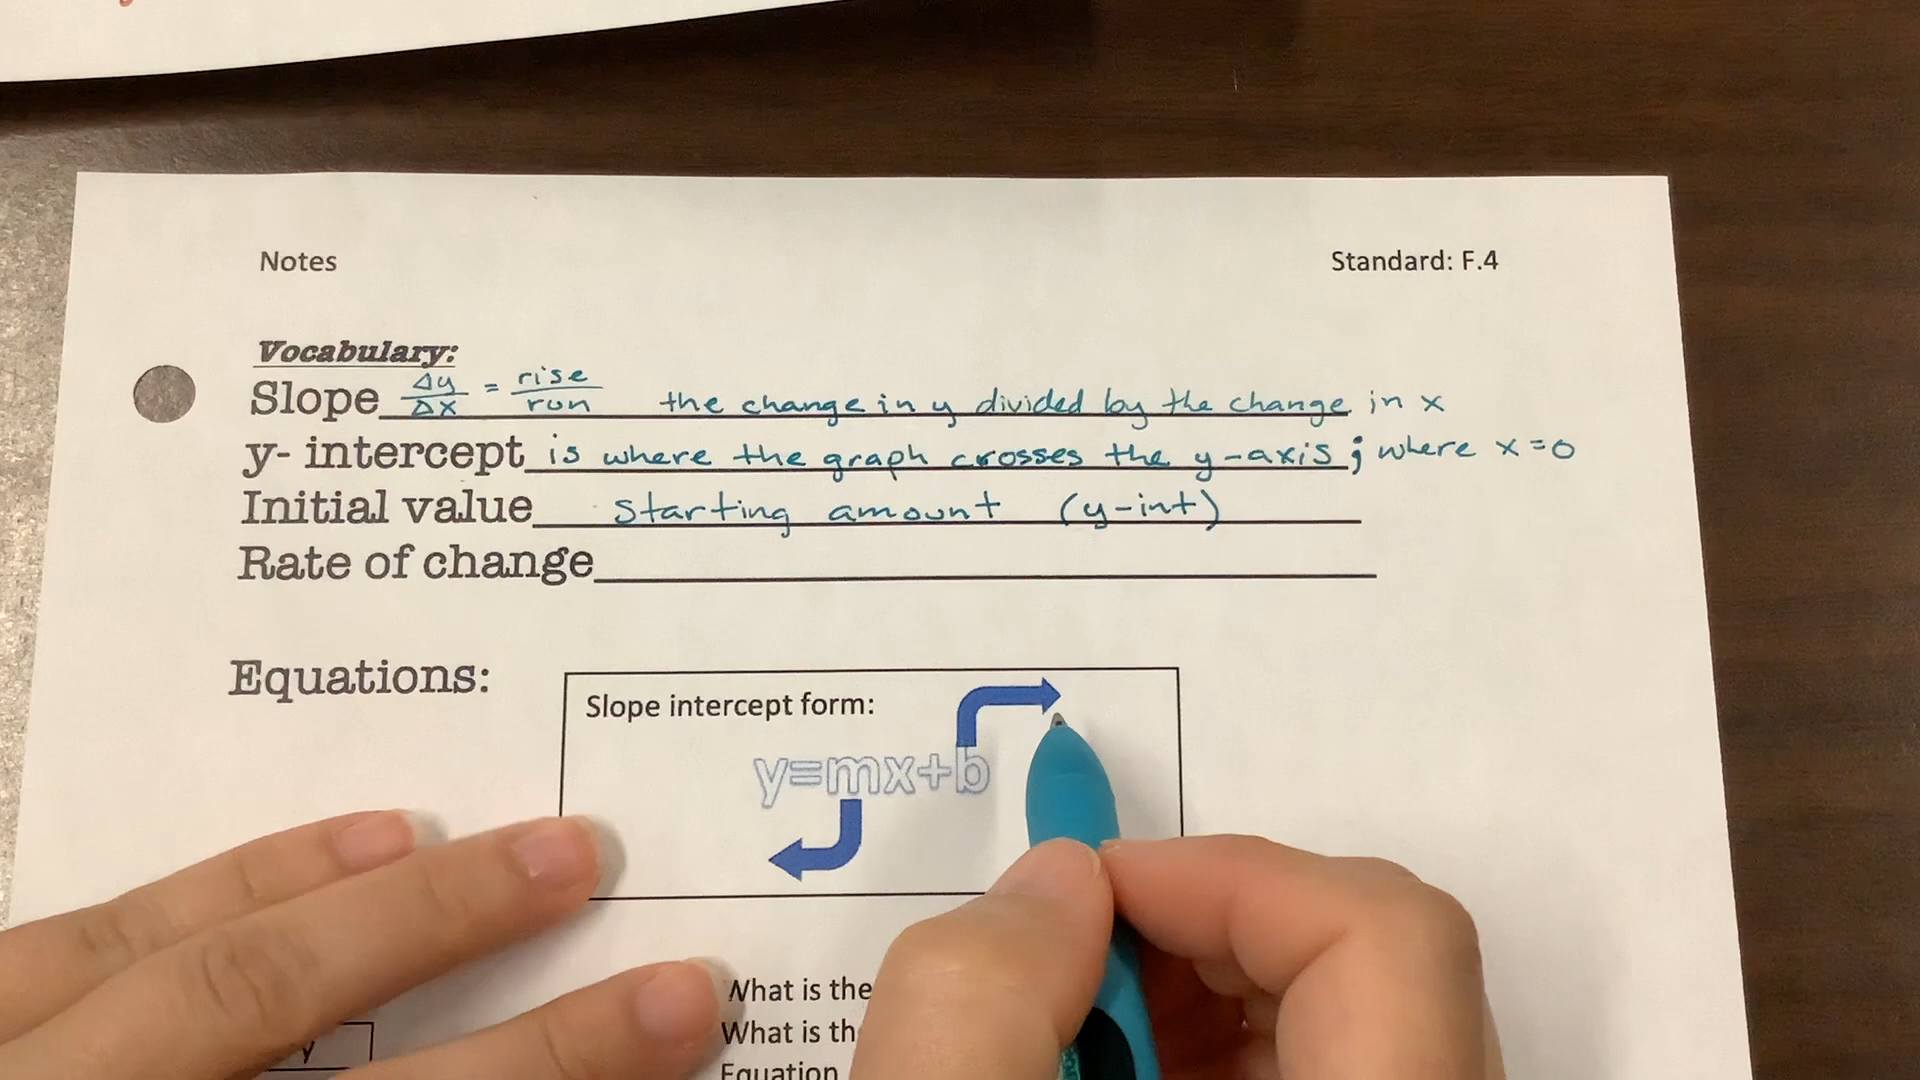 Notes Standard: F.4
Vocabulary:
Slope Δy/Δx = rise/run the change in y divided by the change in x
y- intercept is where the graph crosses the y-axis; where x=0
Initial value starting amount (y-int)
Rate of change
Equations:
Slope intercept form:
y=mx+b
What is the
What is th
y
Equation